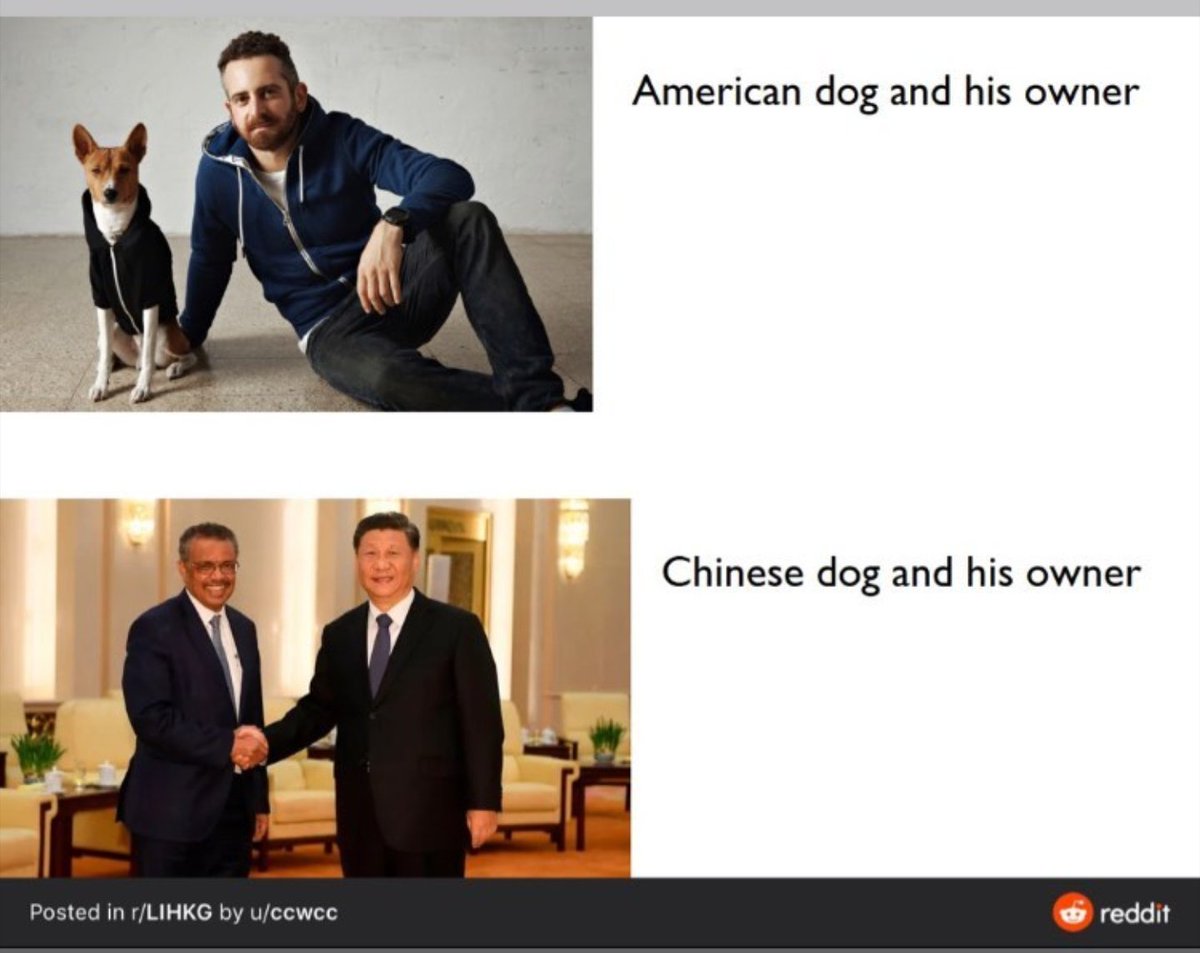 American dog and his owner
Chinese dog and his owner
Posted in r/LIHKG by u/ccwcc
reddit